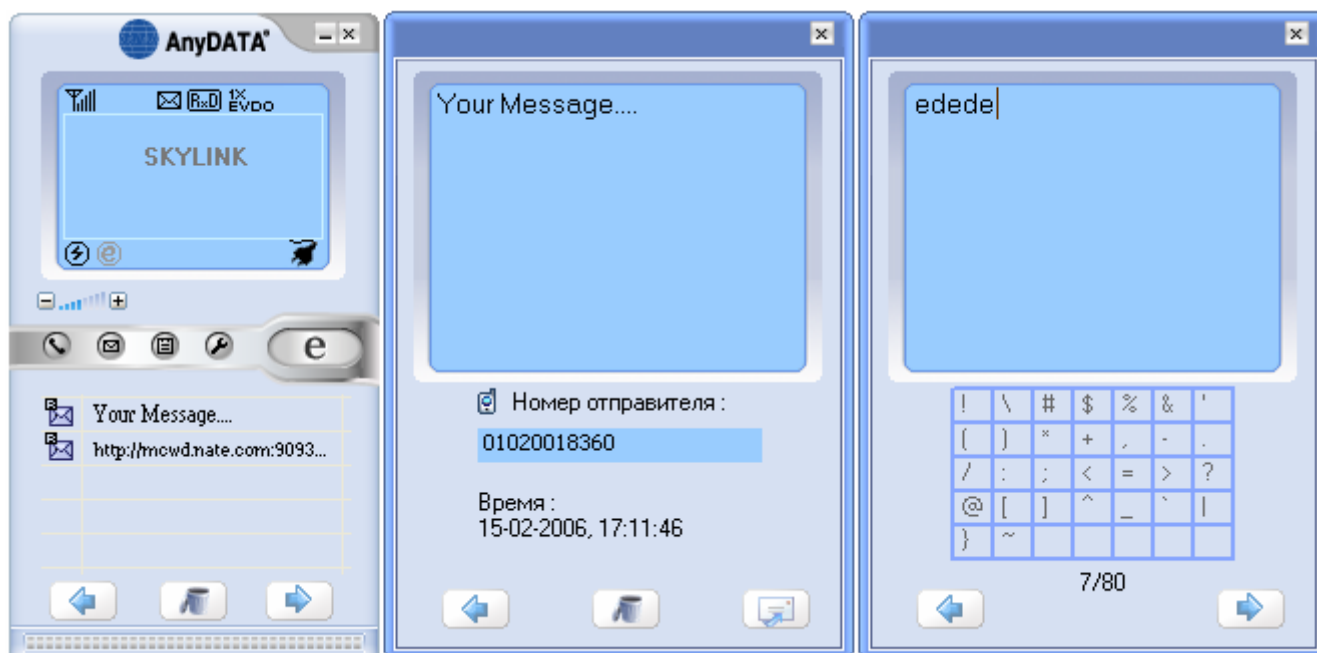 AnyDATA®
RxD 1X EVDO
SKYLINK
e
e
Your Message....
http://mcwd.nate.com:9093...
Your Message....
Номер отправителя :
01020018360
Время :
15-02-2006, 17:11:46
edede
! \ # $ % & '
( ) * + , - .
/ : ; < = > ?
@ [ ] ^ _ ` |
} ~
7/80